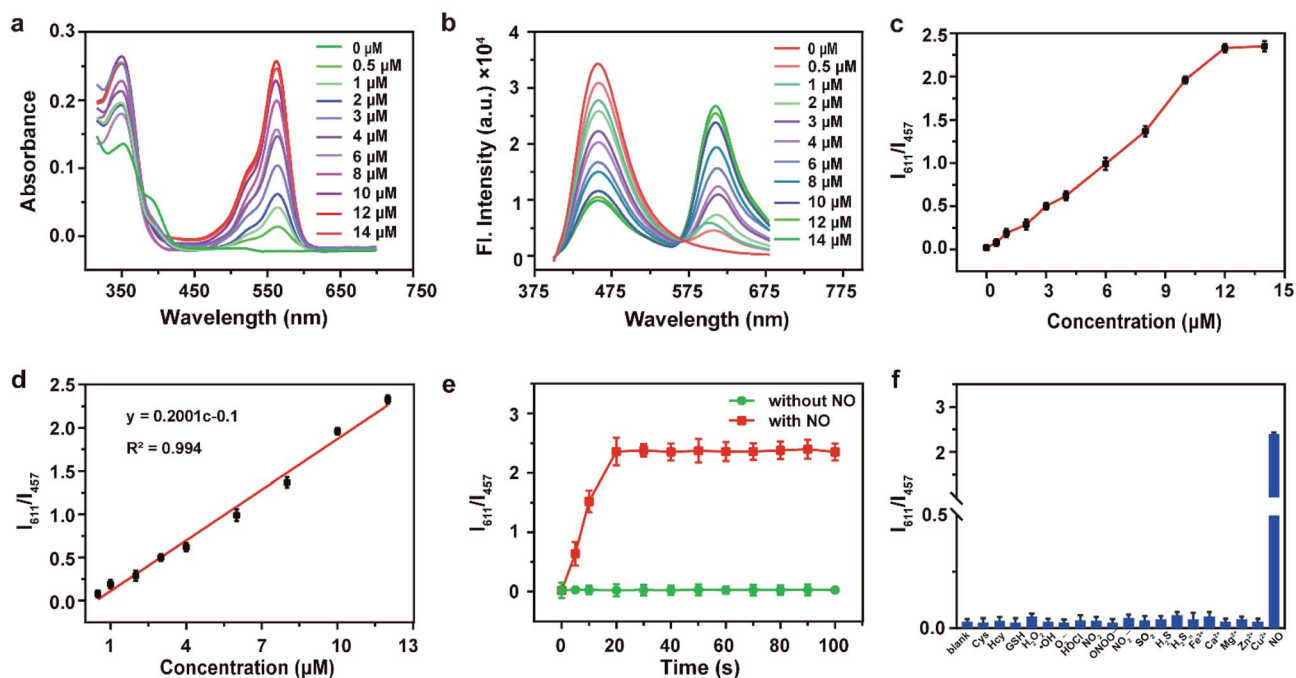 a
Absorbance
0.3
0.2
0.1
0.0
350
450
550
650
750
Wavelength (nm)
0 µM
0.5 µM
1 µM
2 µM
3 µM
4 µM
6 µM
8 µM
10 µM
12 µM
14 µM
b
Fl. Intensity (a.u.) ×10⁴
4
3
2
1
0
375
475
575
675
775
Wavelength (nm)
0 µM
0.5 µM
1 µM
2 µM
3 µM
4 µM
6 µM
8 µM
10 µM
12 µM
14 µM
c
I₆₁₁/I₄₅₇
2.5
2.0
1.5
1.0
0.5
0.0
0
3
6
9
12
15
Concentration (µM)
d
I₆₁₁/I₄₅₇
2.5
2.0
1.5
1.0
0.5
0.0
y = 0.2001c-0.1
R² = 0.994
1
4
7
10
13
Concentration (µM)
e
I₆₁₁/I₄₅₇
3
2
1
0
without NO
with NO
0
20
40
60
80
100
Time (s)
f
I₆₁₁/I₄₅₇
3
2
1
0.5
0.0
blank
Cys
Hcy
GSH
H₂O₂
•OH
HOCl
ONOO⁻
NO₂⁻
SO₂
H₂S
H₂Sₙ
Fe³⁺
Ca²⁺
Mg²⁺
Zn²⁺
Cu²⁺
NO